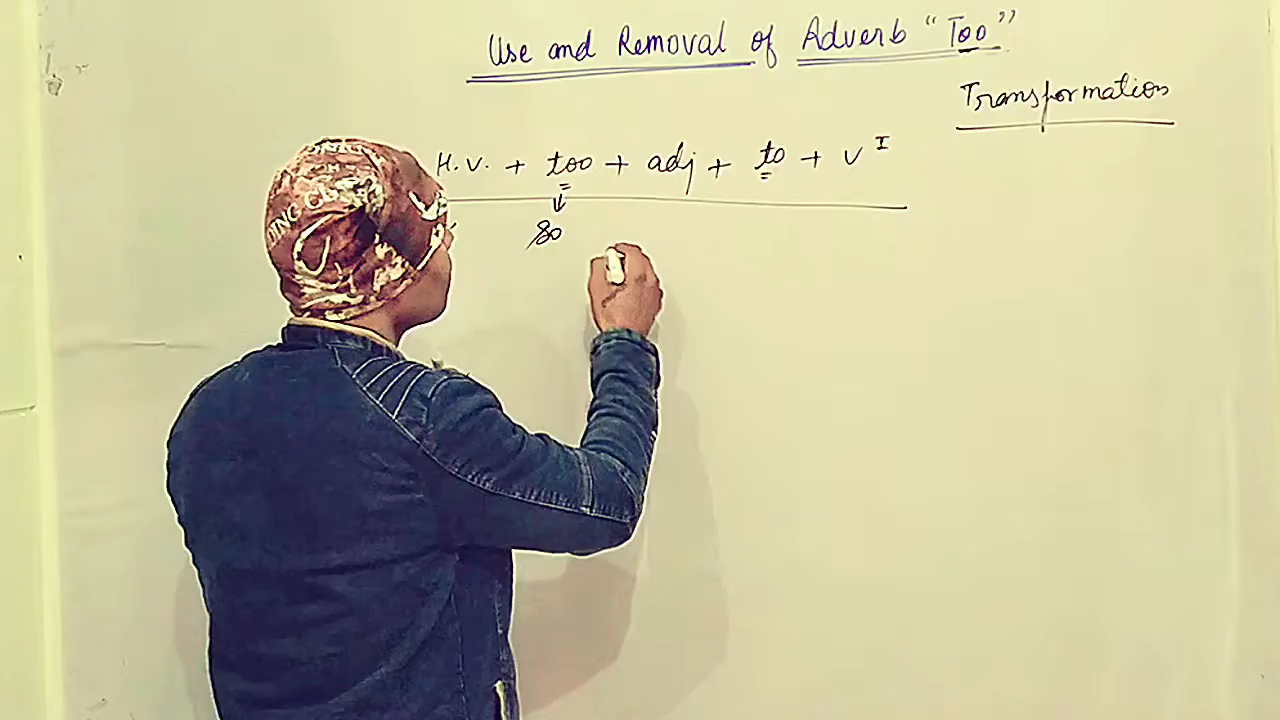 Use and Removal of Adverb "Too"
Transformation
H.V. + too + adj + to + V I
↓
so